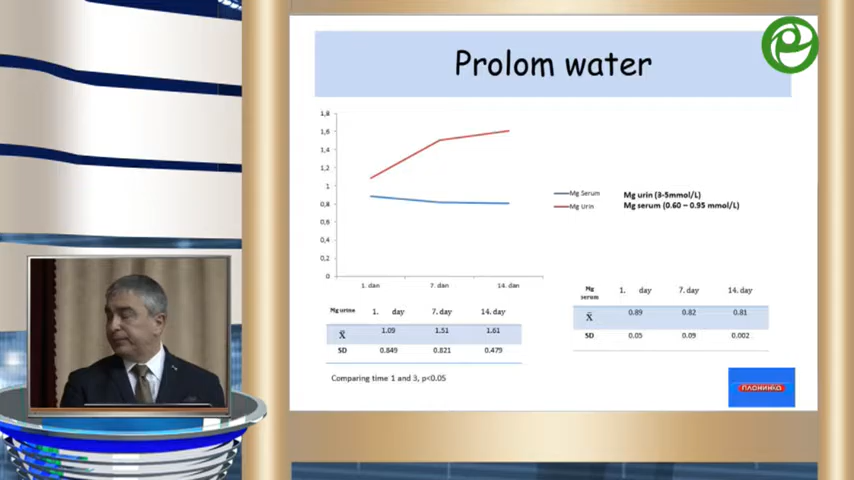 Prolom water
1,8
1,6
1,4
1,2
1
0,8
0,6
0,4
0,2
0
1. dan 7. dan 14. dan
Mg Serum
Mg Urin
Mg urin (3-5mmol/L)
Mg serum (0.60 – 0.95 mmol/L)
Mg urine 1. day 7. day 14. day
X̄ 1.09 1.51 1.61
SD 0.849 0.821 0.479
Comparing time 1 and 3, p<0.05
Mg serum 1. day 7. day 14. day
X̄ 0.89 0.82 0.81
SD 0.05 0.09 0.002
ПЛАНИНКА